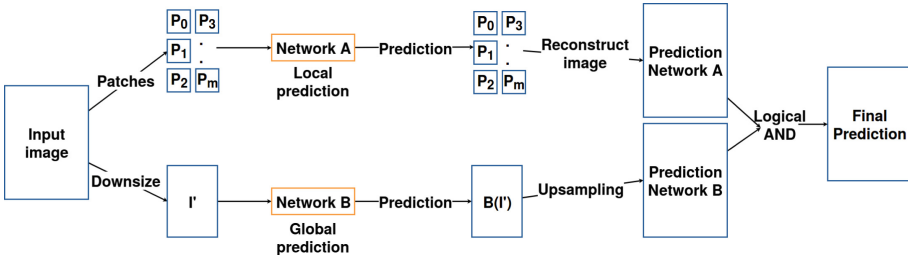 Input
image
Patches
P0 P3
P1 .
.
P2 Pm
Network A
Local
prediction
Prediction
P0 P3
P1 .
.
P2 Pm
Reconstruct
image
Prediction
Network A
Downsize
I'
Network B
Global
prediction
Prediction
B(I')
Upsampling
Prediction
Network B
Logical
AND
Final
Prediction